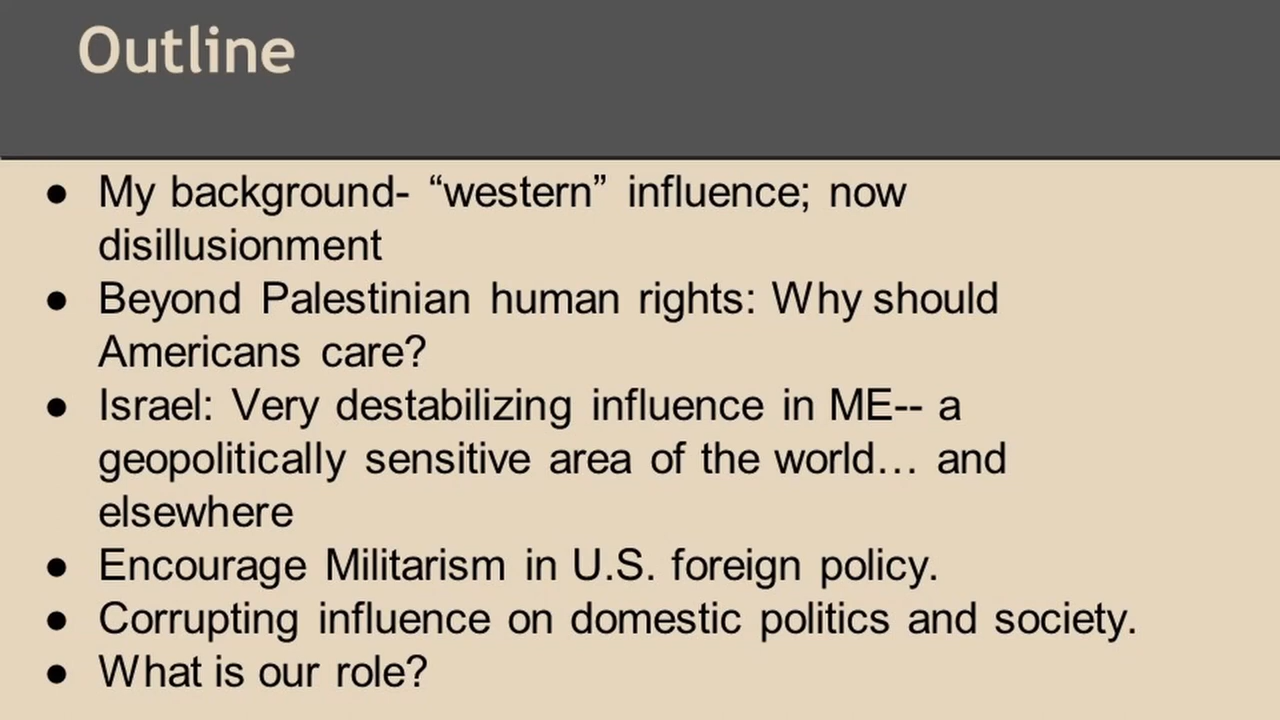 Outline
● My background- “western” influence; now
disillusionment
● Beyond Palestinian human rights: Why should
Americans care?
● Israel: Very destabilizing influence in ME-- a
geopolitically sensitive area of the world… and
elsewhere
● Encourage Militarism in U.S. foreign policy.
● Corrupting influence on domestic politics and society.
● What is our role?